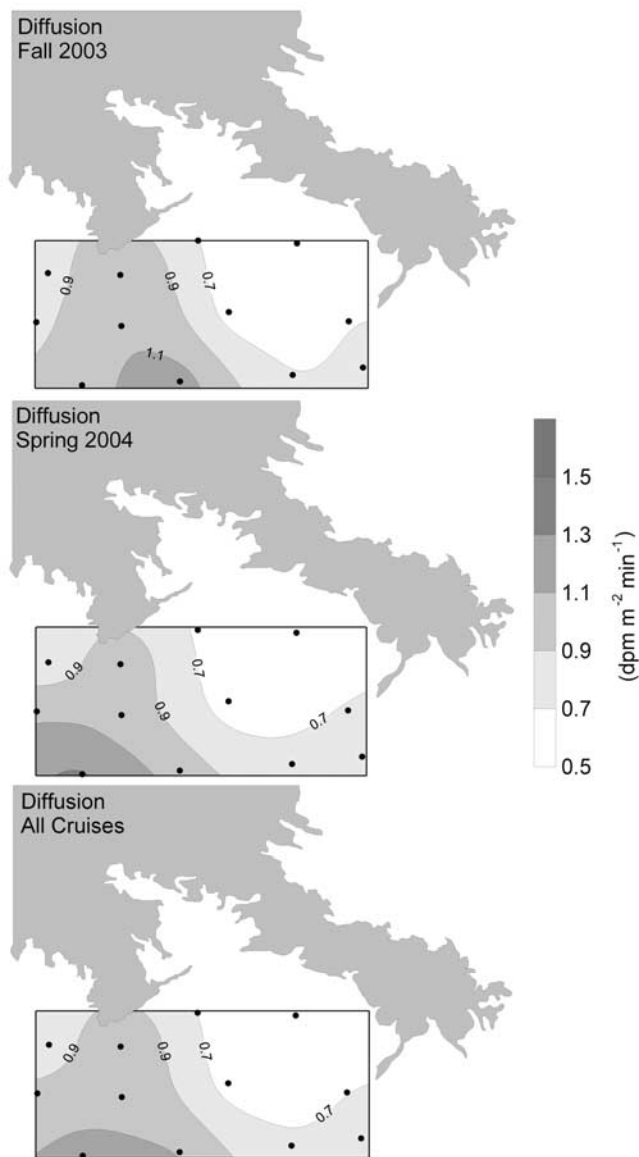 Diffusion
Fall 2003
0.9
0.9
0.7
1.1
Diffusion
Spring 2004
0.9
0.7
0.9
0.7
1.5
1.3
1.1
0.9
0.7
0.5
(dpm m⁻² min⁻¹)
Diffusion
All Cruises
0.9
0.9
0.7
0.7